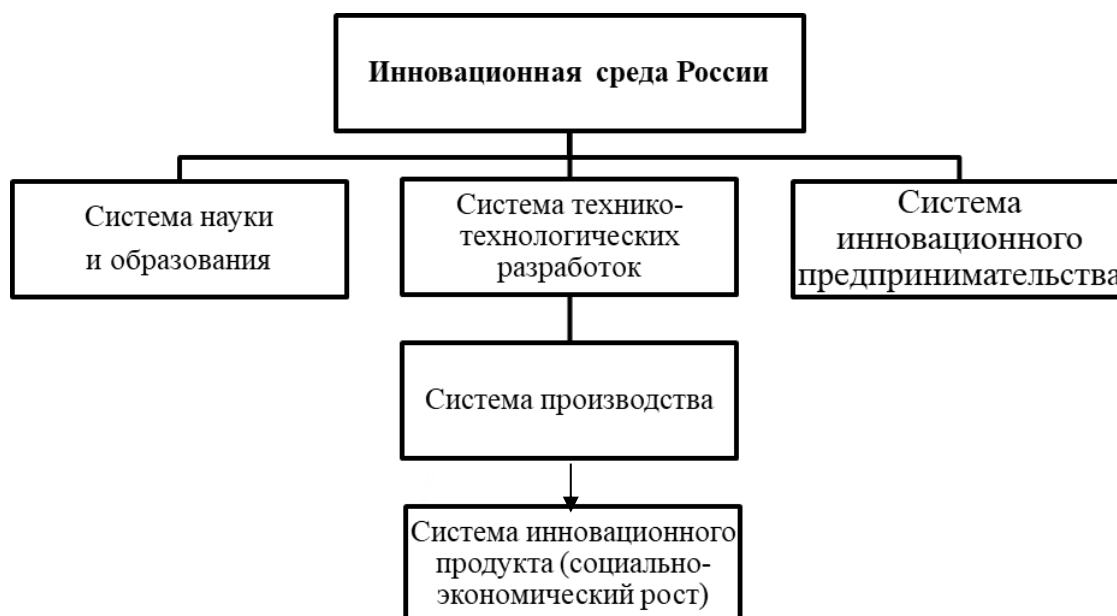 Инновационная среда России
Система науки
и образования
Система технико-
технологических
разработок
Система
инновационного
предпринимательства
Система производства
Система инновационного
продукта (социально-
экономический рост)